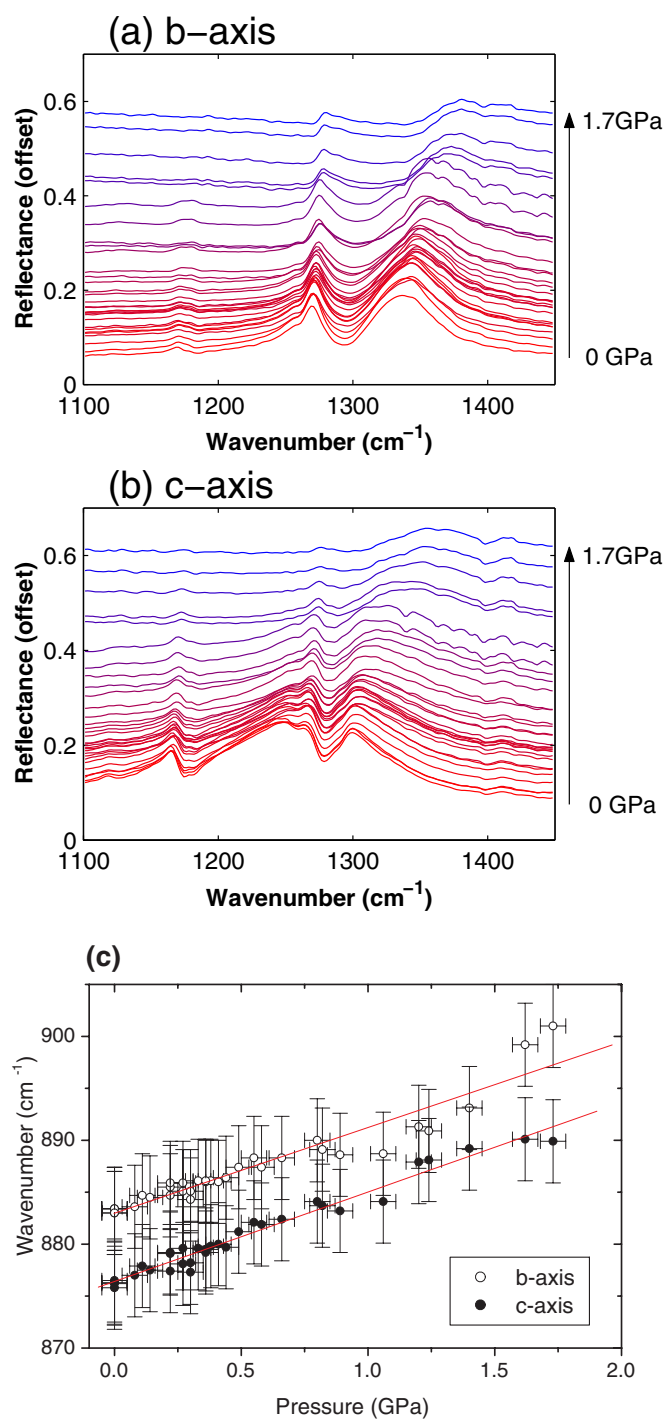 (a) b−axis
Reflectance (offset)
0.6
0.4
0.2
0
1.7GPa
0 GPa
1100 1200 1300 1400
Wavenumber (cm−1)
(b) c−axis
Reflectance (offset)
0.6
0.4
0.2
0
1.7GPa
0 GPa
1100 1200 1300 1400
Wavenumber (cm−1)
(c)
Wavenumber (cm-1)
900
890
880
870
b-axis
c-axis
0.0 0.5 1.0 1.5 2.0
Pressure (GPa)